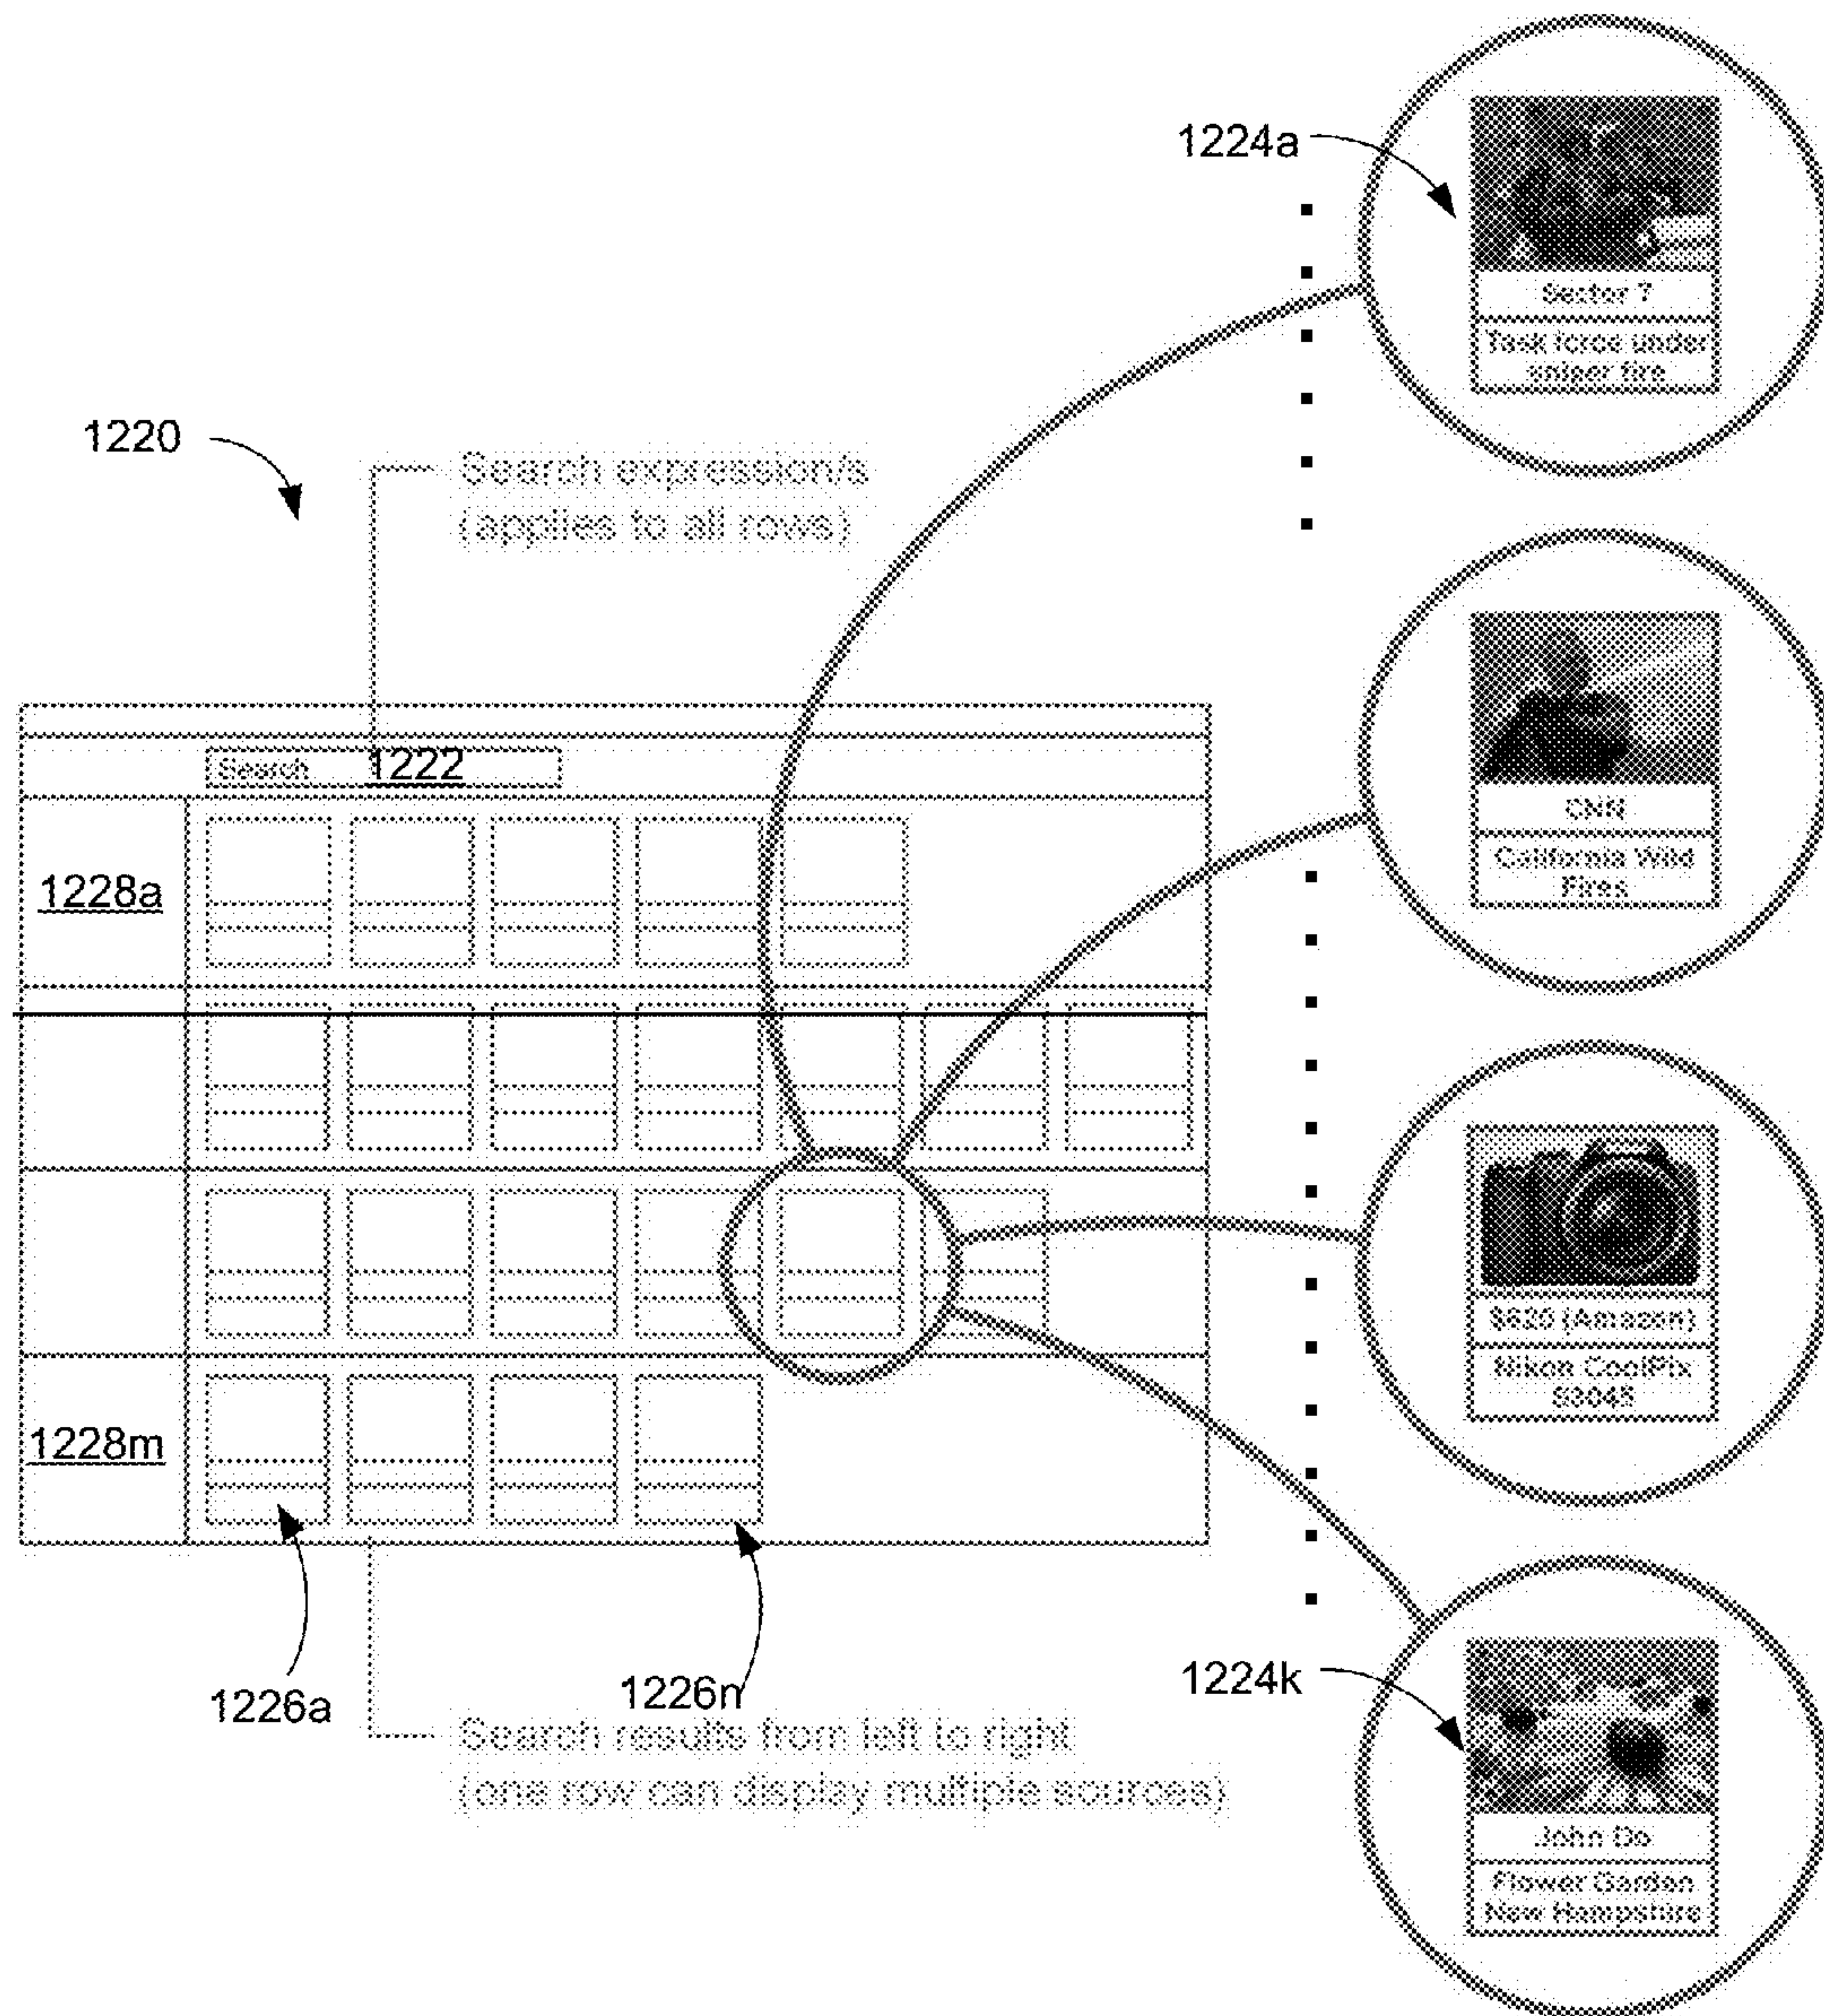 1224a
Sector 7
Task force under
sniper fire
1220
Search expression/s
(applies to all rows)
CNN
California Wild
Fires
Search 1222
1228a
$620 (Amazon)
Nikon CoolPix
1228m
1226a
1226n
Search results from left to right
(one row can display multiple sources)
1224k
John Do
Flower Garden
New Hampshire